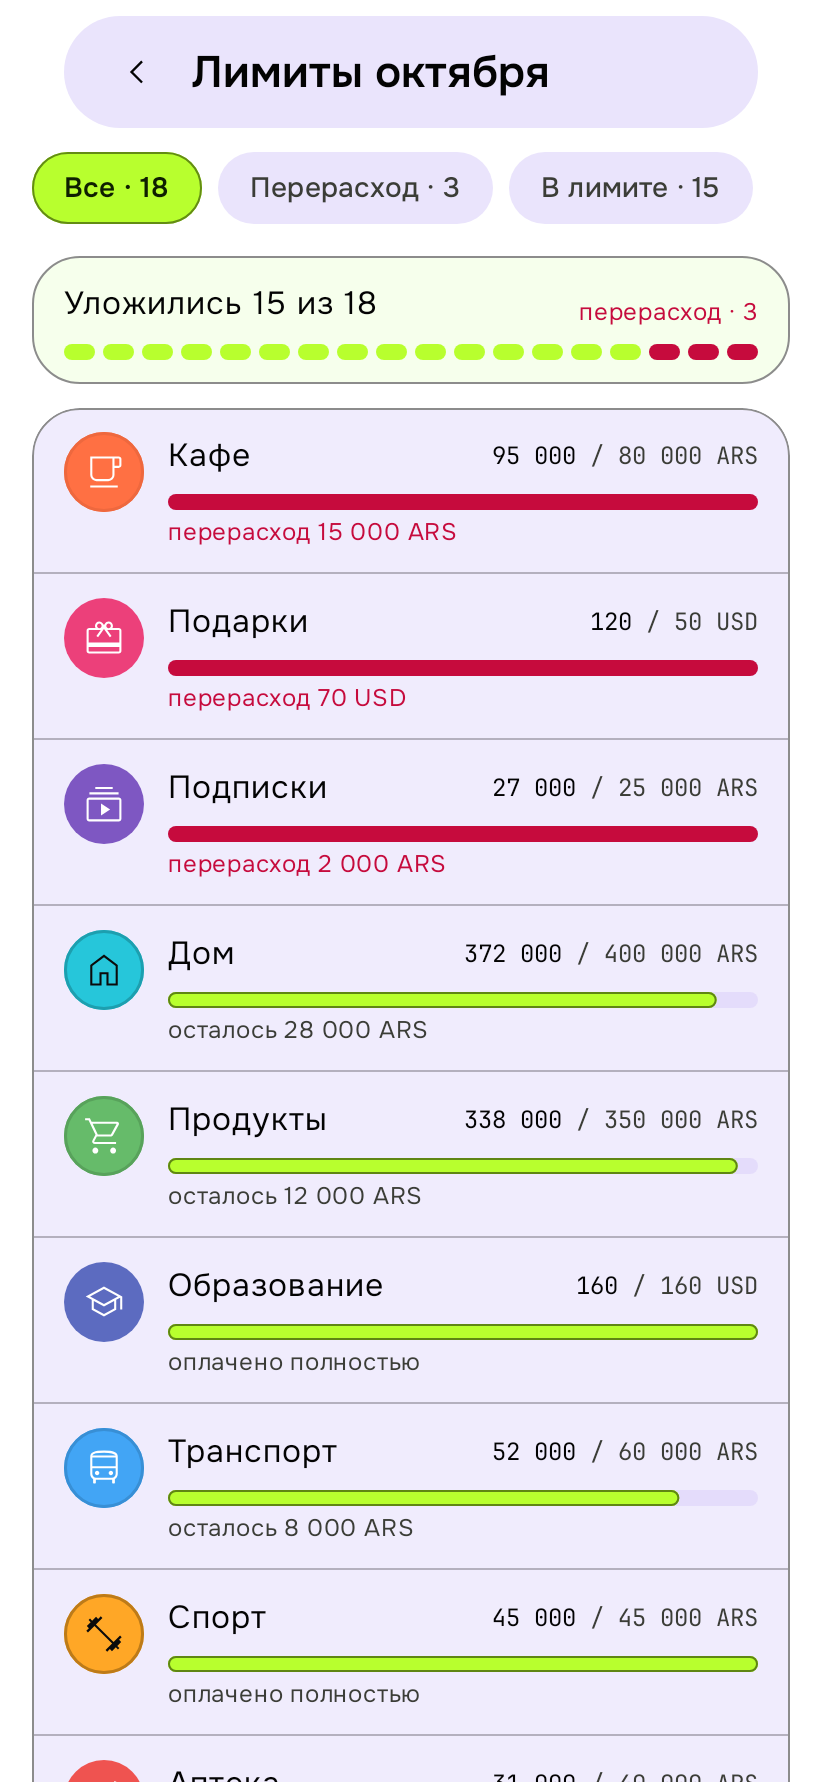 Лимиты октября
Все · 18
Перерасход · 3
В лимите · 15
Уложились 15 из 18
перерасход · 3
Кафе
95 000 / 80 000 ARS
перерасход 15 000 ARS
Подарки
120 / 50 USD
перерасход 70 USD
Подписки
27 000 / 25 000 ARS
перерасход 2 000 ARS
Дом
372 000 / 400 000 ARS
осталось 28 000 ARS
Продукты
338 000 / 350 000 ARS
осталось 12 000 ARS
Образование
160 / 160 USD
оплачено полностью
Транспорт
52 000 / 60 000 ARS
осталось 8 000 ARS
Спорт
45 000 / 45 000 ARS
оплачено полностью
Аптека